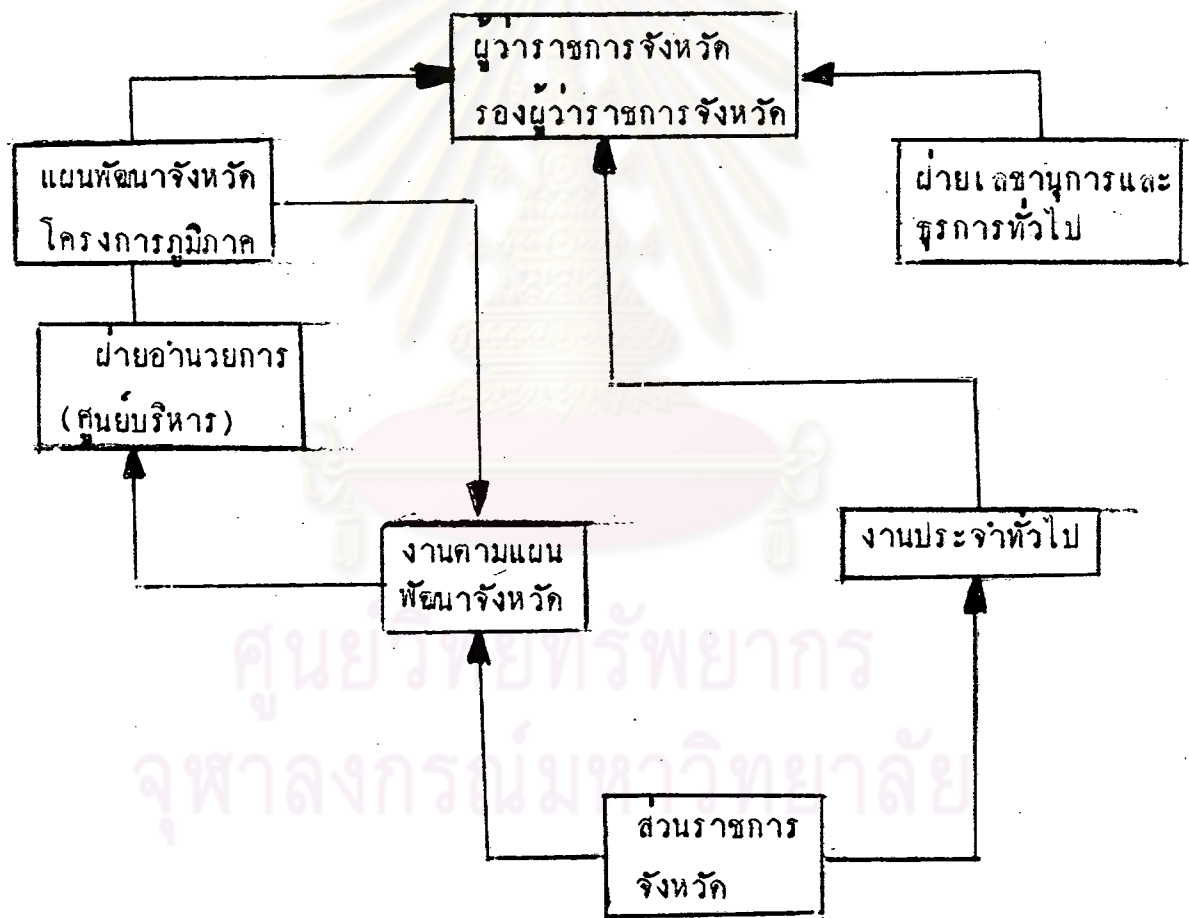 ผู้ว่าราชการจังหวัด
รองผู้ว่าราชการจังหวัด
แผนพัฒนาจังหวัด
โครงการภูมิภาค
ฝ่ายเลขานุการและ
ธุรการทั่วไป
ฝ่ายอำนวยการ
(ศูนย์บริหาร)
งานตามแผน
พัฒนาจังหวัด
งานประจำทั่วไป
ส่วนราชการ
จังหวัด
ศูนย์วิทยทรัพยากร
จุฬาลงกรณ์มหาวิทยาลัย